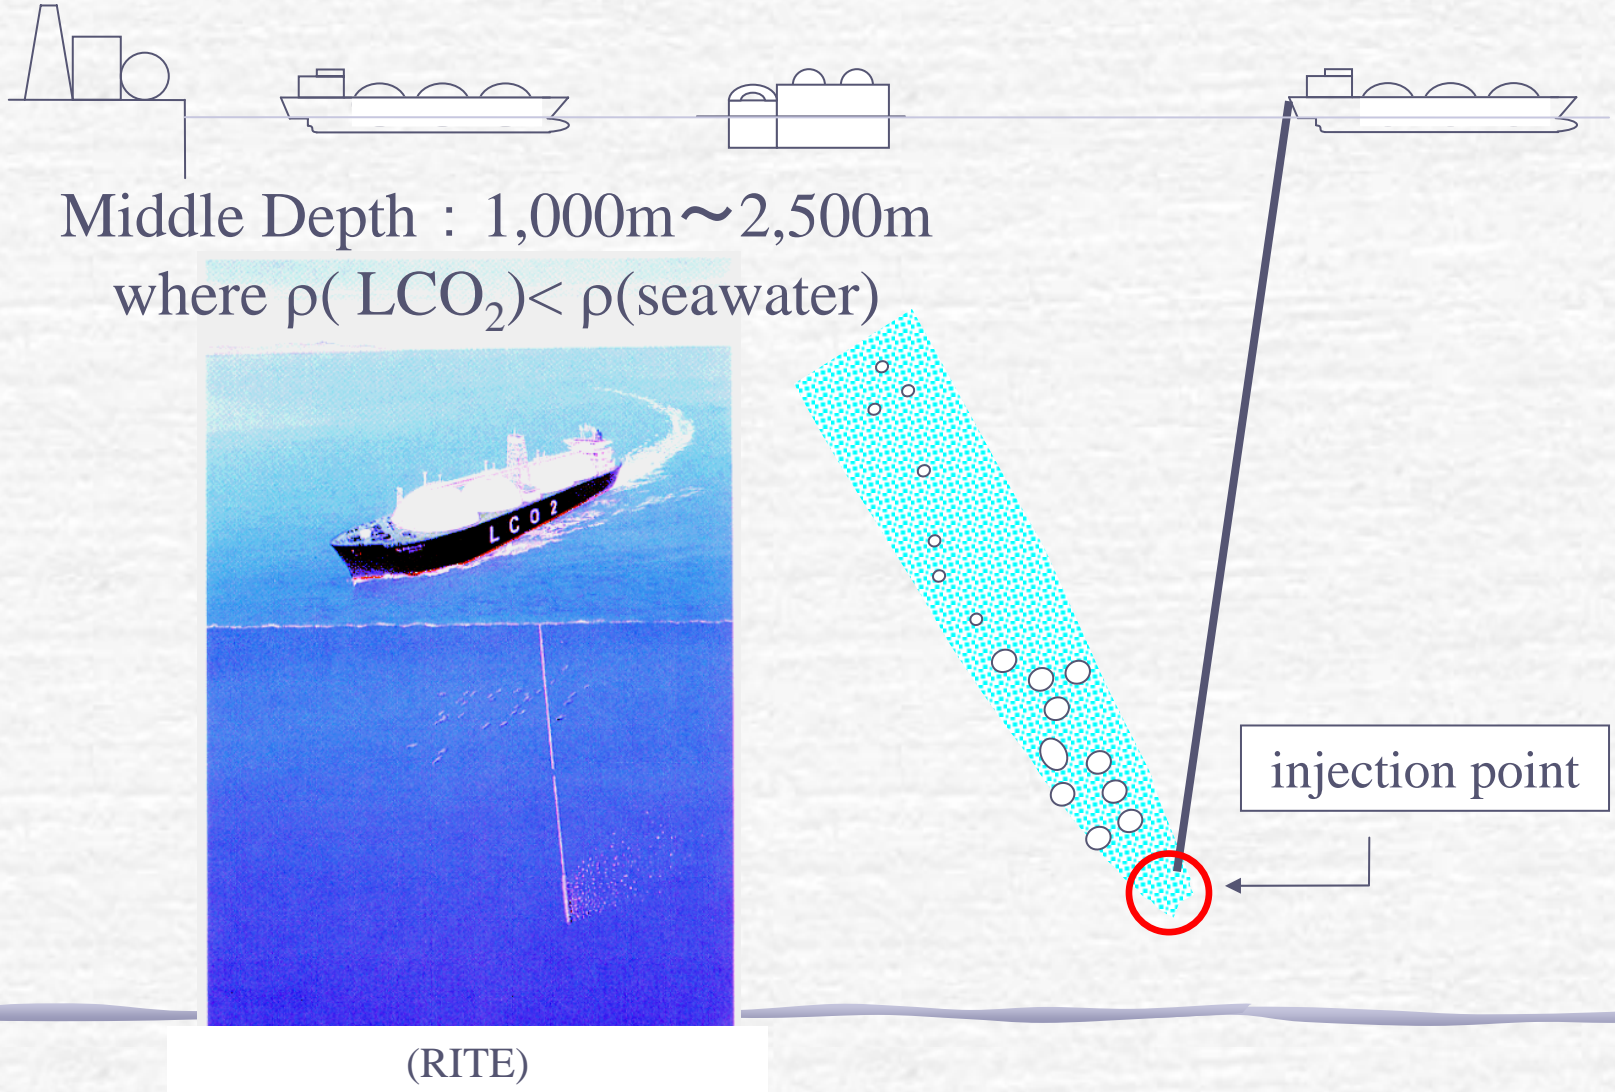 Middle Depth：1,000m～2,500m
where ρ( LCO₂)< ρ(seawater)
LCO2
injection point
(RITE)